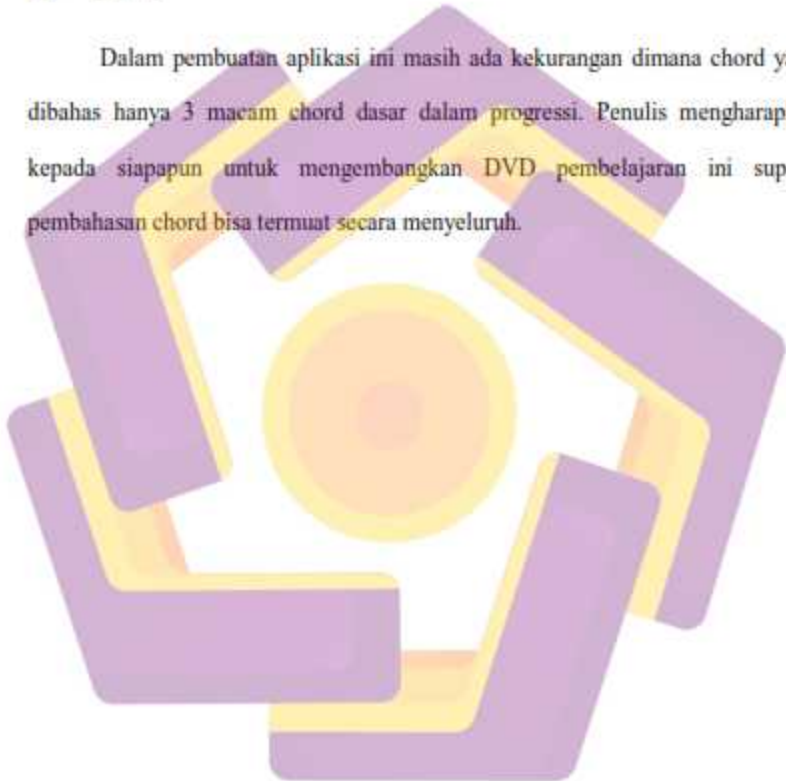 Dalam pembuatan aplikasi ini masih ada kekurangan dimana chord
dibahas hanya 3 macam chord dasar dalam progressi. Penulis
kepada siapapun untuk mengembangkan DVD pembelajaran ini
pembahasan chord bisa termuat secara menyeluruh.